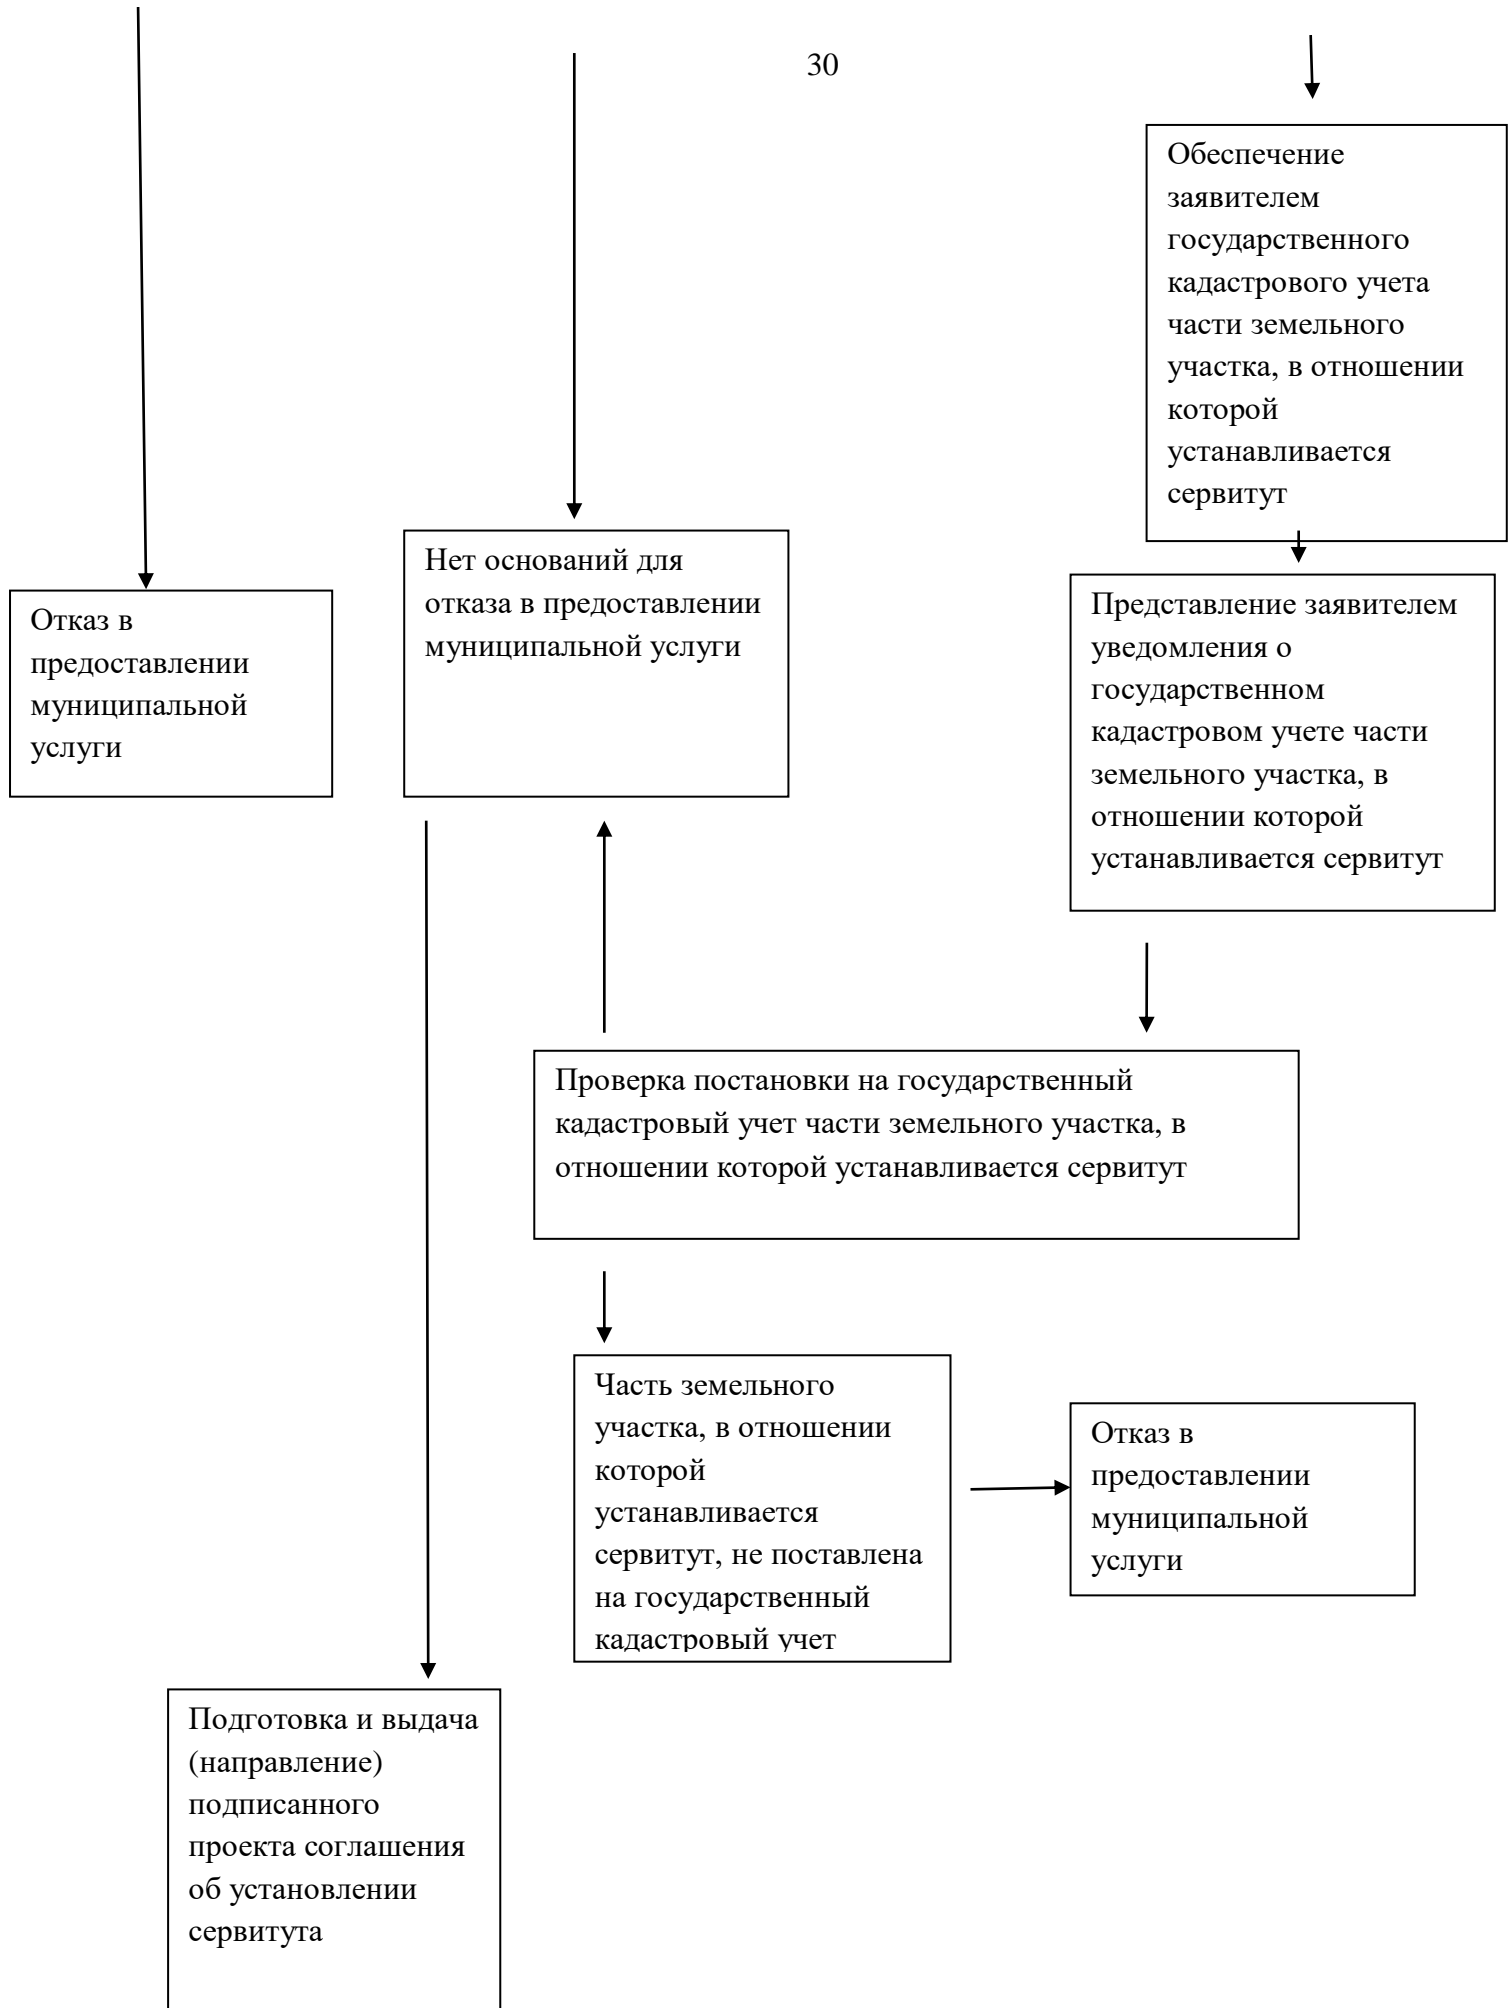 30
Обеспечение
заявителем
государственного
кадастрового учета
части земельного
участка, в отношении
которой
устанавливается
сервитут
Нет оснований для
отказа в предоставлении
муниципальной услуги
Отказ в
предоставлении
муниципальной
услуги
Представление заявителем
уведомления о
государственном
кадастровом учете части
земельного участка, в
отношении которой
устанавливается сервитут
Проверка постановки на государственный
кадастровый учет части земельного участка, в
отношении которой устанавливается сервитут
Часть земельного
участка, в отношении
которой
устанавливается
сервитут, не поставлена
на государственный
кадастровый учет
Отказ в
предоставлении
муниципальной
услуги
Подготовка и выдача
(направление)
подписанного
проекта соглашения
об установлении
сервитута